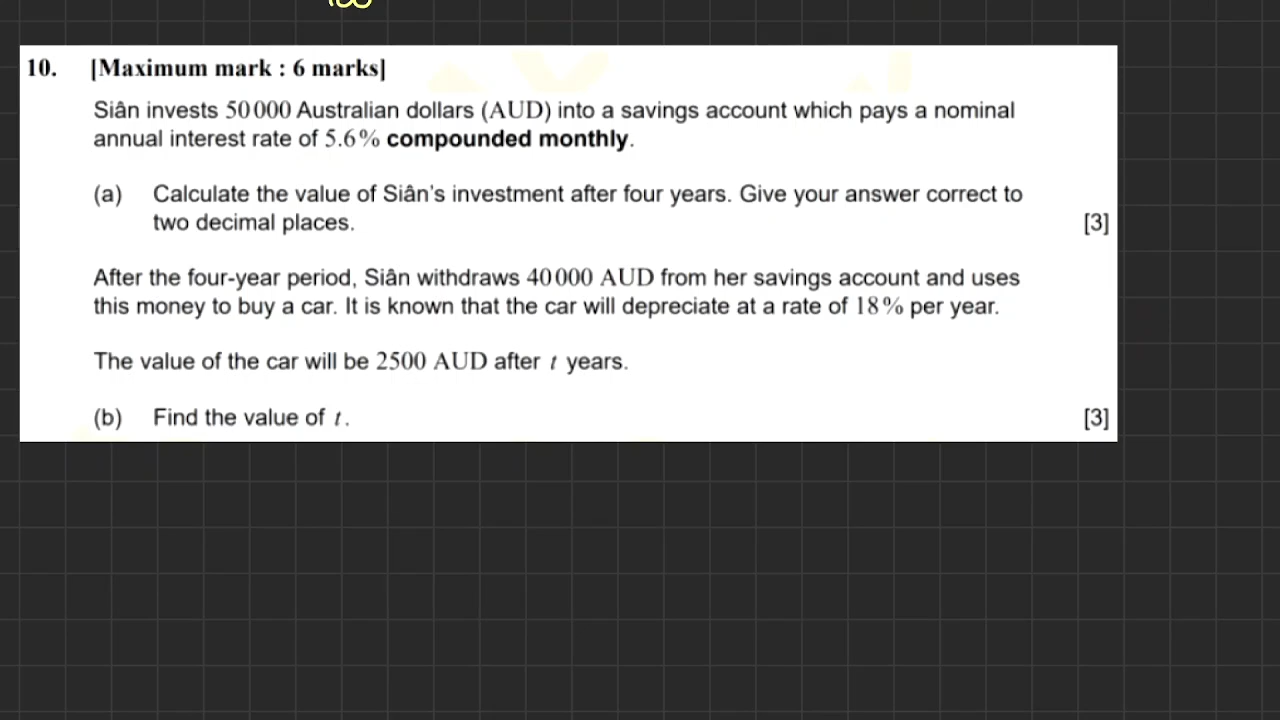 10. [Maximum mark : 6 marks]
Siân invests 50 000 Australian dollars (AUD) into a savings account which pays a nominal
annual interest rate of 5.6 % compounded monthly.
(a) Calculate the value of Siân's investment after four years. Give your answer correct to
two decimal places. [3]
After the four-year period, Siân withdraws 40 000 AUD from her savings account and uses
this money to buy a car. It is known that the car will depreciate at a rate of 18 % per year.
The value of the car will be 2500 AUD after t years.
(b) Find the value of t. [3]